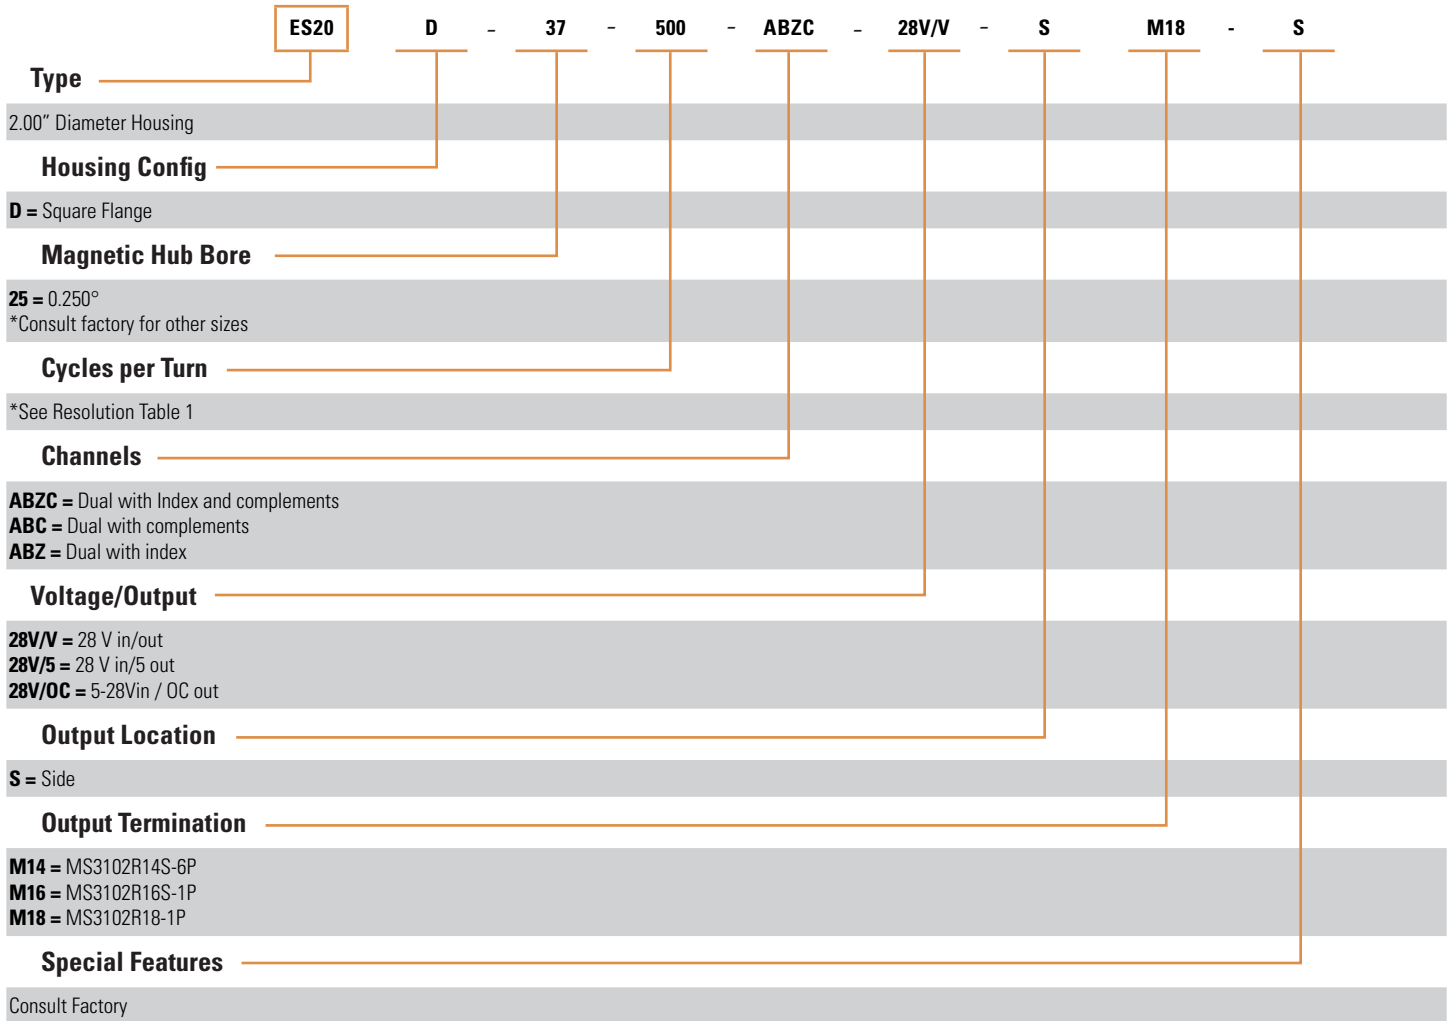 ES20 D – 37 – 500 – ABZC – 28V/V – S M18 - S
Type
2.00” Diameter Housing
Housing Config
D = Square Flange
Magnetic Hub Bore
25 = 0.250°
*Consult factory for other sizes
Cycles per Turn
*See Resolution Table 1
Channels
ABZC = Dual with Index and complements
ABC = Dual with complements
ABZ = Dual with index
Voltage/Output
28V/V = 28 V in/out
28V/5 = 28 V in/5 out
28V/OC = 5-28Vin / OC out
Output Location
S = Side
Output Termination
M14 = MS3102R14S-6P
M16 = MS3102R16S-1P
M18 = MS3102R18-1P
Special Features
Consult Factory